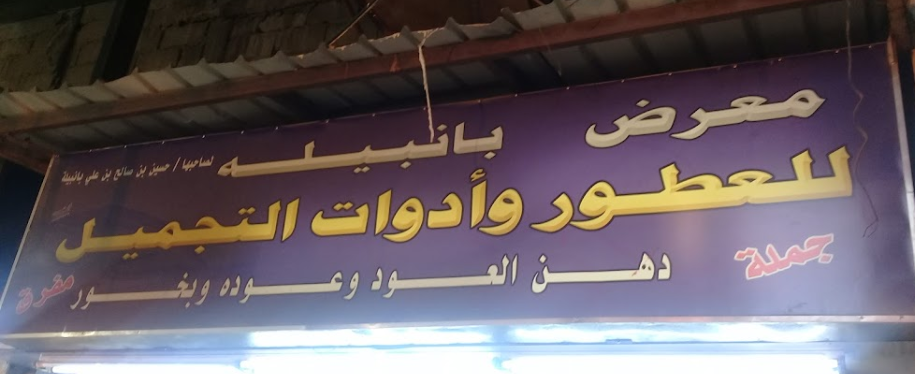 معرض بانبيله
لصاحبها / حسين بن صالح بن علي بانبيلة
للعطور وأدوات التجميل
دهن العود وعوده وبخور
جملة
مفرق